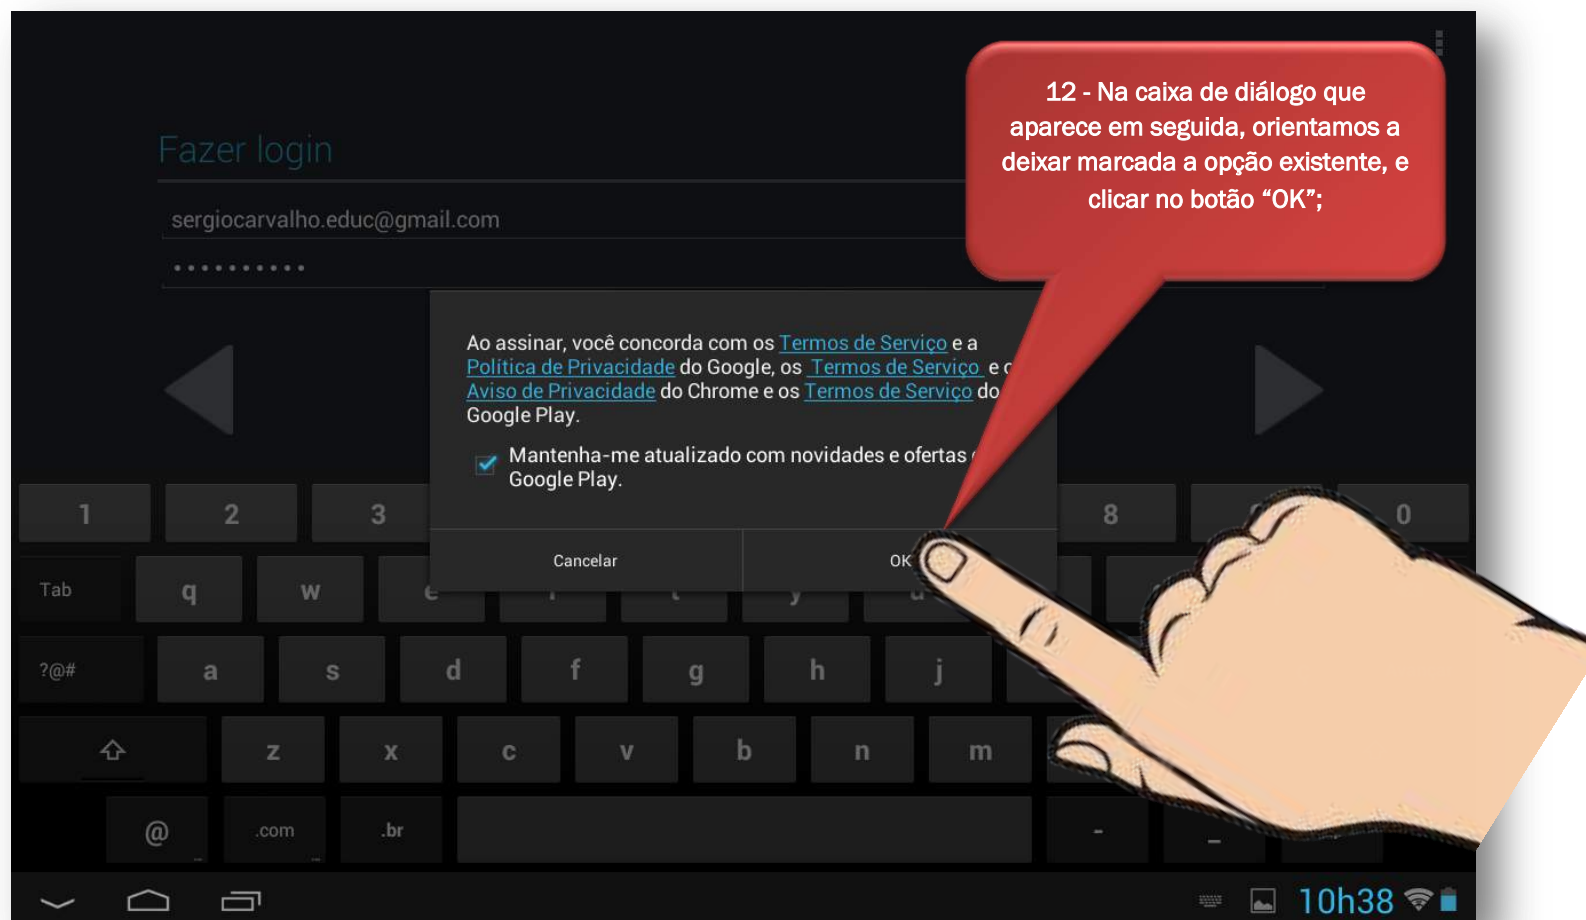 12 - Na caixa de diálogo que
aparece em seguida, orientamos a
deixar marcada a opção existente, e
clicar no botão “OK”;
Fazer login
sergiocarvalho.educ@gmail.com
Ao assinar, você concorda com os Termos de Serviço e a
Política de Privacidade do Google, os Termos de Serviço e
Aviso de Privacidade do Chrome e os Termos de Serviço do
Google Play.
Mantenha-me atualizado com novidades e ofertas
Google Play.
Cancelar OK
1 2 3 8 0
Tab q w e t y u
?@# a s d f g h j
z x c v b n m
@ .com .br - _
10h38